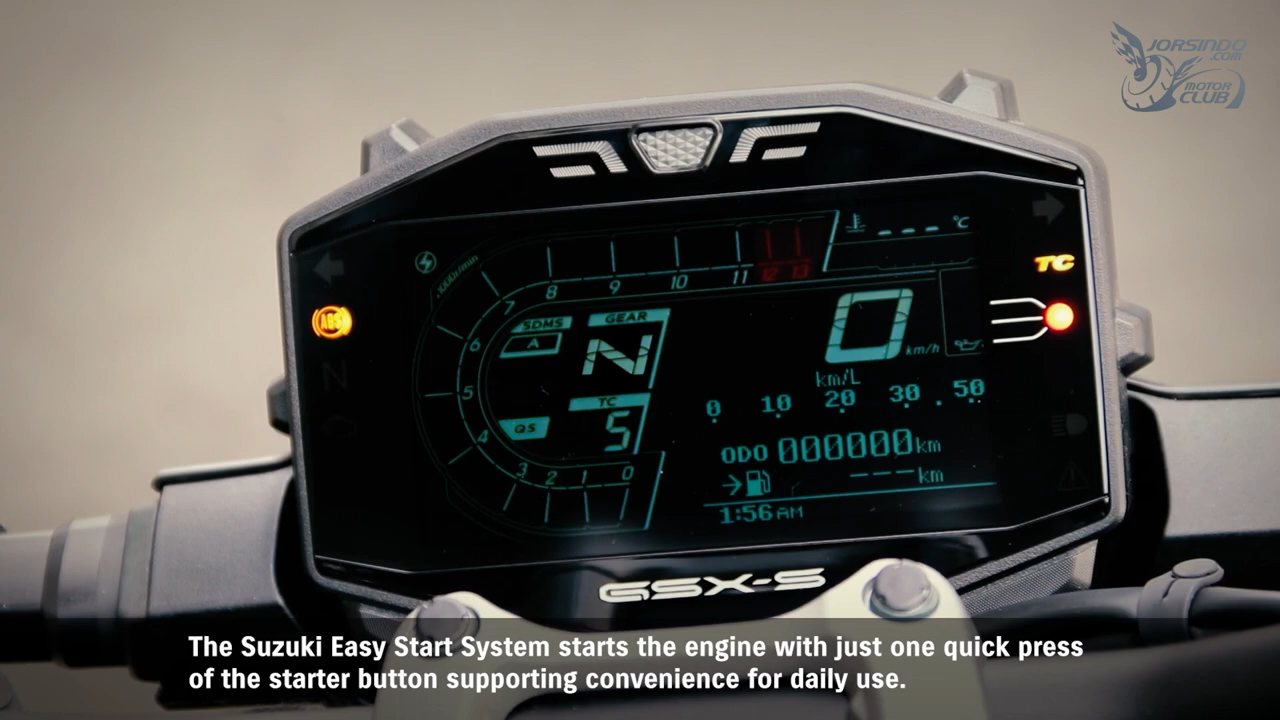 JORSINDO
.COM
MOTOR
CLUB
ABS
N
1000r/min
0
1
2
3
4
5
6
7
8
9
10
11
12
13
SDMS
A
GEAR
N
TC
5
QS
---°C
TC
0 km/h
km/L
0 10 20 30 . 50
ODO 000000 km
--- km
1:56 AM
GSX-S
The Suzuki Easy Start System starts the engine with just one quick press
of the starter button supporting convenience for daily use.